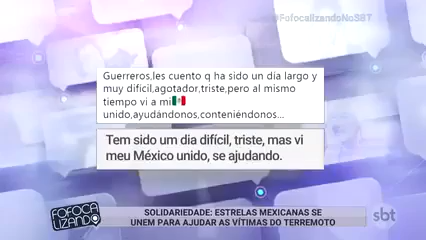 @FofocalizandoNoSBT
Guerreros,les cuento q ha sido un dia largo y
muy dificil,agotador,triste,pero al mismo
tiempo vi a mi🇲🇽
unido,ayudándonos,conteniéndonos...
Tem sido um dia difícil, triste, mas vi
meu México unido, se ajudando.
FOFOCA
LIZANDO
SOLIDARIEDADE: ESTRELAS MEXICANAS SE
UNEM PARA AJUDAR AS VÍTIMAS DO TERREMOTO
sbt